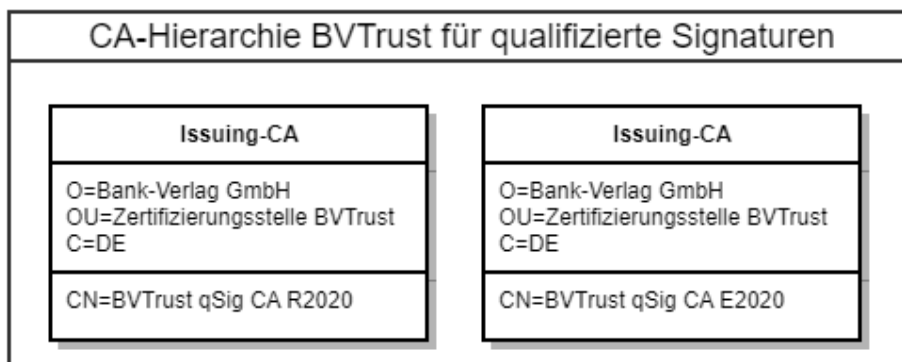 CA-Hierarchie BVTrust für qualifizierte Signaturen
Issuing-CA
O=Bank-Verlag GmbH
OU=Zertifizierungsstelle BVTrust
C=DE
CN=BVTrust qSig CA R2020
Issuing-CA
O=Bank-Verlag GmbH
OU=Zertifizierungsstelle BVTrust
C=DE
CN=BVTrust qSig CA E2020